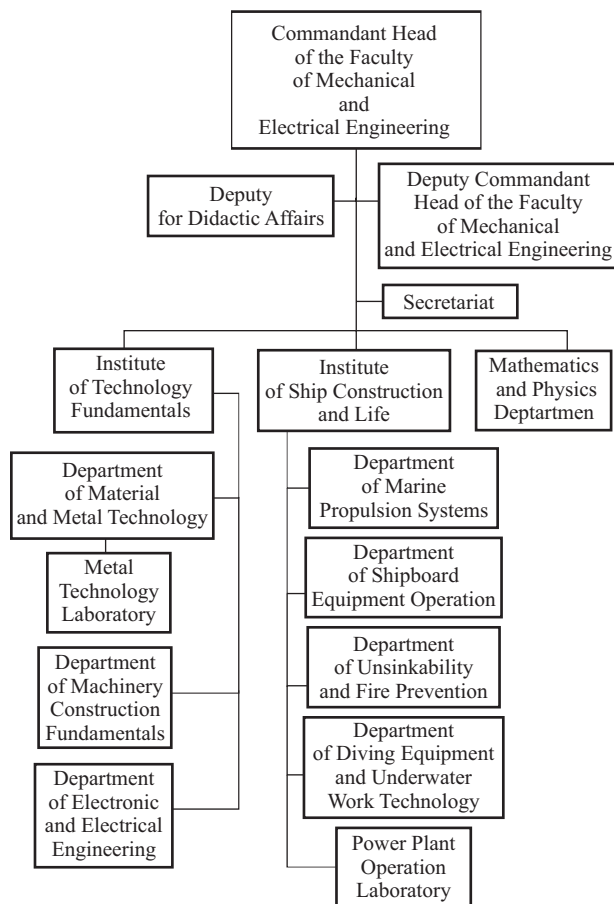 Commandant Head
of the Faculty
of Mechanical
and
Electrical Engineering
Deputy
for Didactic Affairs
Deputy Commandant
Head of the Faculty
of Mechanical
and Electrical Engineering
Secretariat
Institute
of Technology
Fundamentals
Institute
of Ship Construction
and Life
Mathematics
and Physics
Deptartmen
Department
of Material
and Metal Technology
Metal
Technology
Laboratory
Department
of Machinery
Construction
Fundamentals
Department
of Electronic
and Electrical
Engineering
Department
of Marine
Propulsion Systems
Department
of Shipboard
Equipment Operation
Department
of Unsinkability
and Fire Prevention
Department
of Diving Equipment
and Underwater
Work Technology
Power Plant
Operation
Laboratory